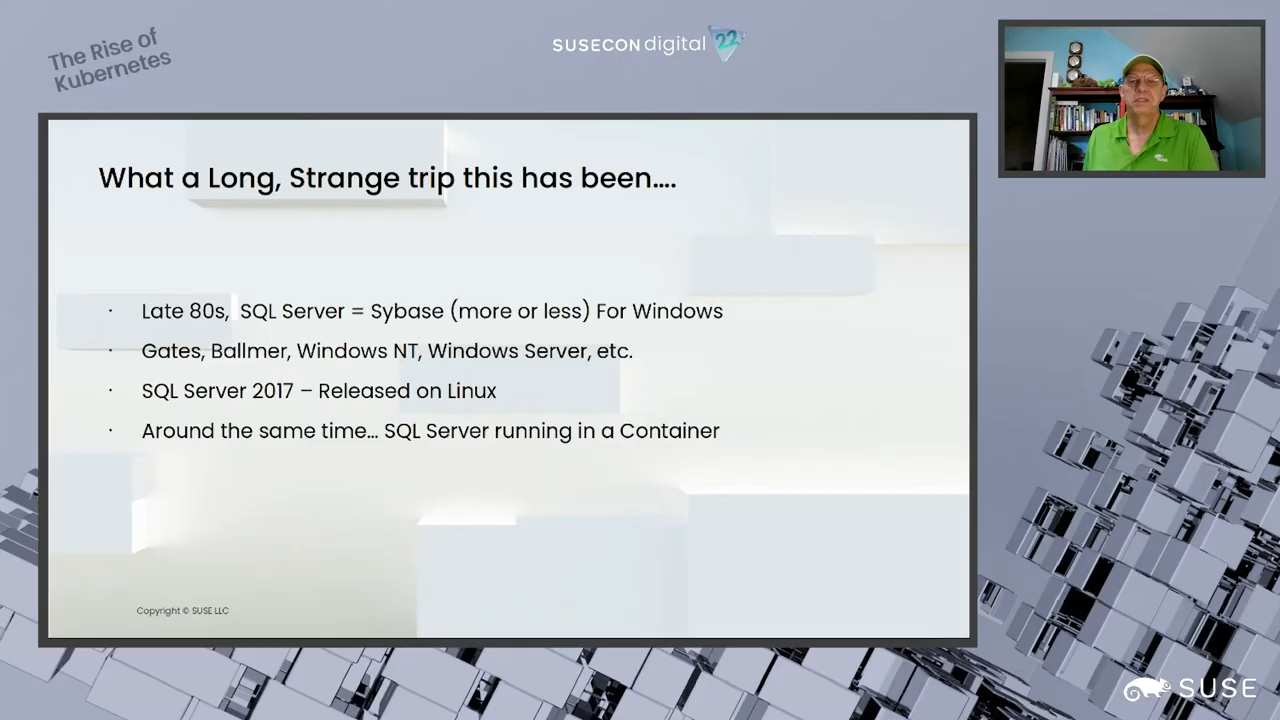 The Rise of
Kubernetes
SUSECON digital 22
What a Long, Strange trip this has been....
· Late 80s,  SQL Server = Sybase (more or less) For Windows
· Gates, Ballmer, Windows NT, Windows Server, etc.
· SQL Server 2017 – Released on Linux
· Around the same time... SQL Server running in a Container
Copyright © SUSE LLC
SUSE